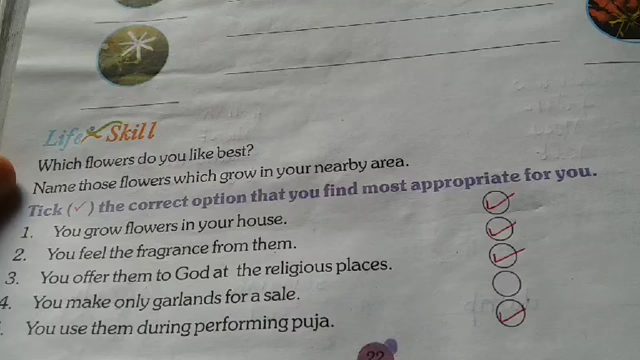 Life Skill
Which flowers do you like best?
Name those flowers which grow in your nearby area.
Tick (✓) the correct option that you find most appropriate for you.
1. You grow flowers in your house.
2. You feel the fragrance from them.
3. You offer them to God at the religious places.
4. You make only garlands for a sale.
You use them during performing puja.
22